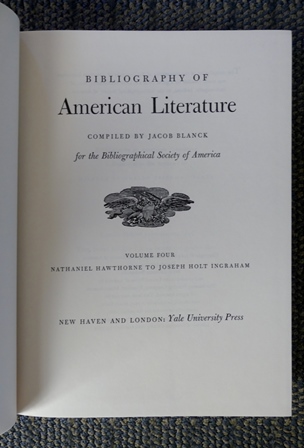 BIBLIOGRAPHY OF
American Literature
COMPILED BY JACOB BLANCK
for the Bibliographical Society of America
VOLUME FOUR
NATHANIEL HAWTHORNE TO JOSEPH HOLT INGRAHAM
NEW HAVEN AND LONDON: Yale University Press